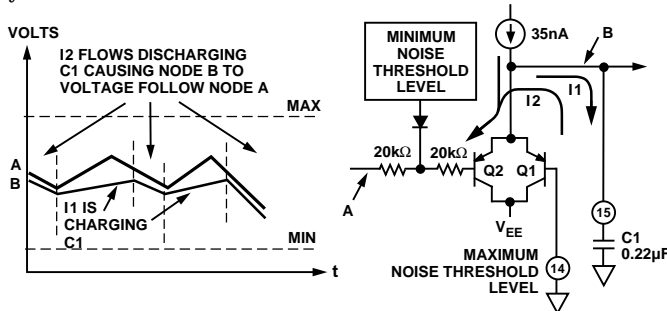 VOLTS
I2 FLOWS DISCHARGING
C1 CAUSING NODE B TO
VOLTAGE FOLLOW NODE A
MAX
A
B
I1 IS
CHARGING
C1
MIN
t
MINIMUM
NOISE
THRESHOLD
LEVEL
35nA
B
I1
I2
20kΩ
20kΩ
Q2
Q1
A
VEE
15
C1
0.22µF
MAXIMUM
NOISE THRESHOLD
LEVEL
14